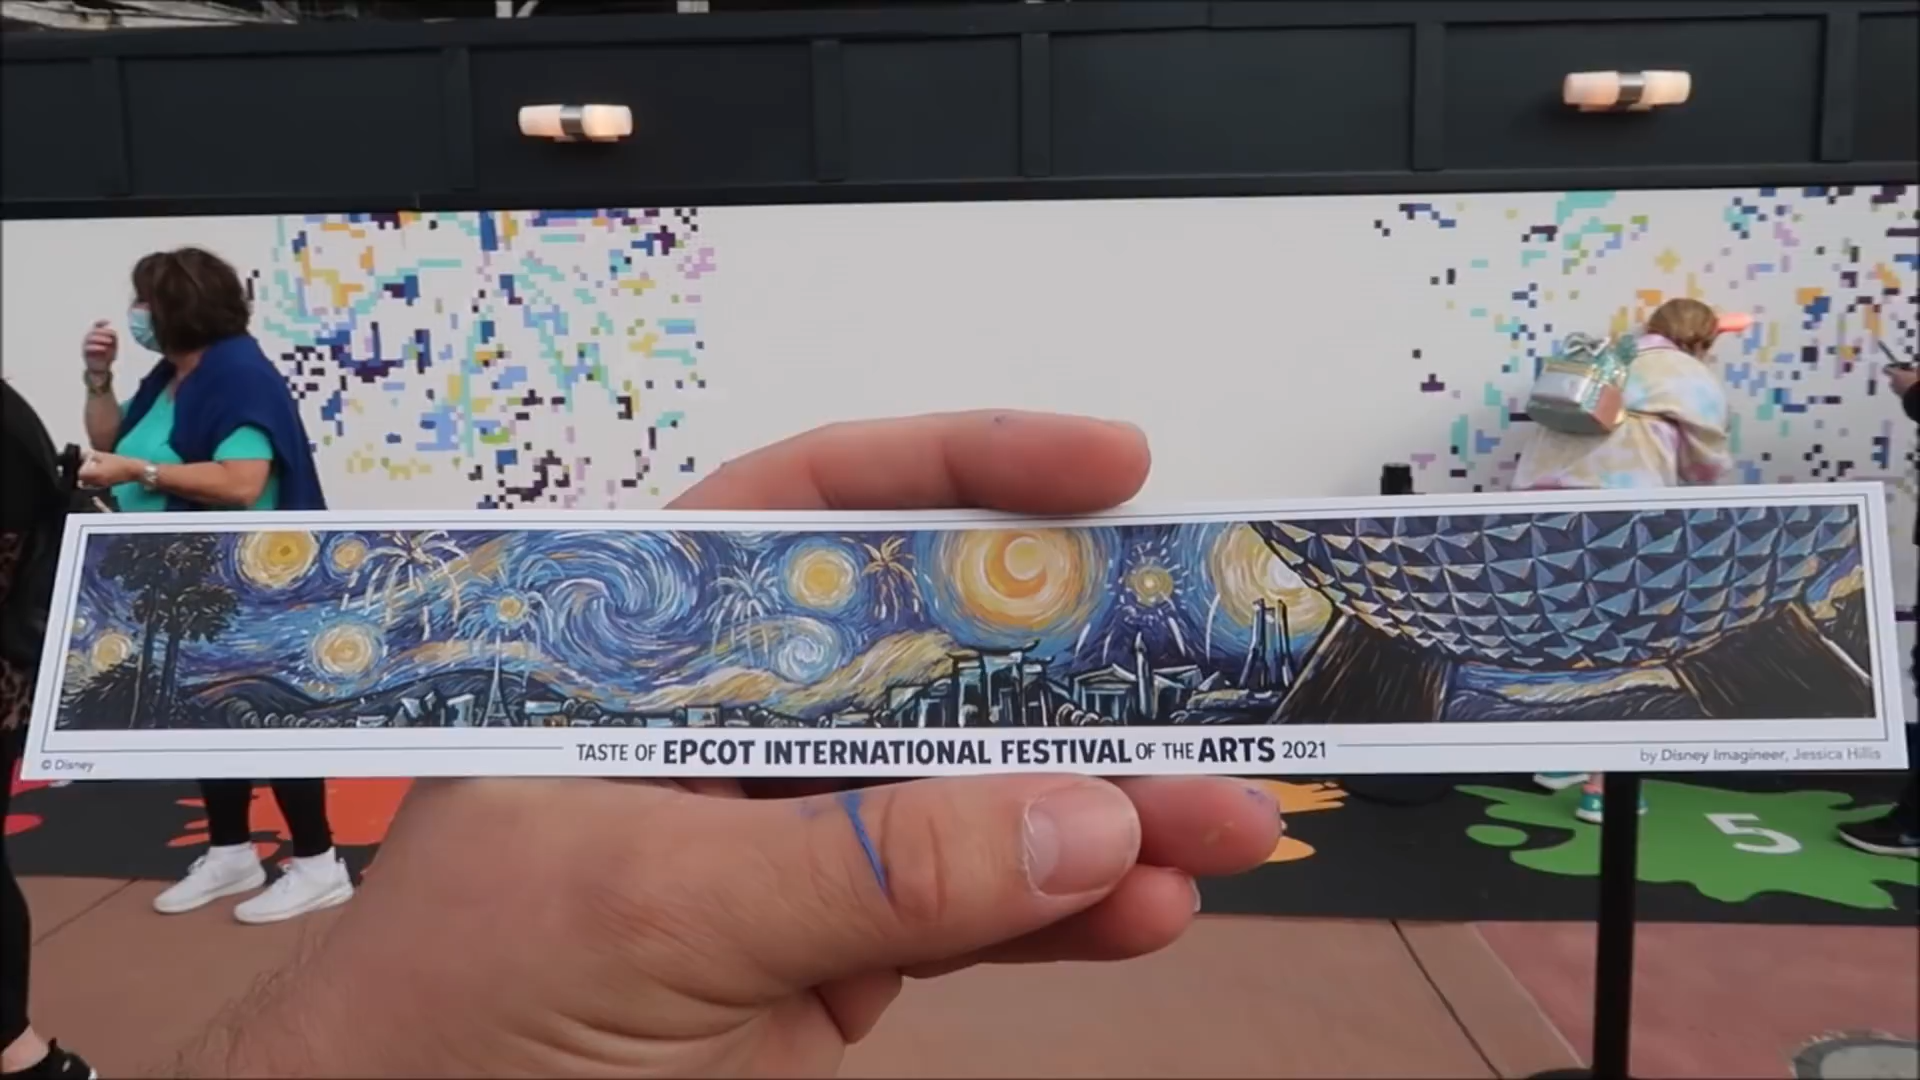 TASTE OF EPCOT INTERNATIONAL FESTIVAL OF THE ARTS 2021
© Disney
by Disney Imagineer, Jessica Hillis
5